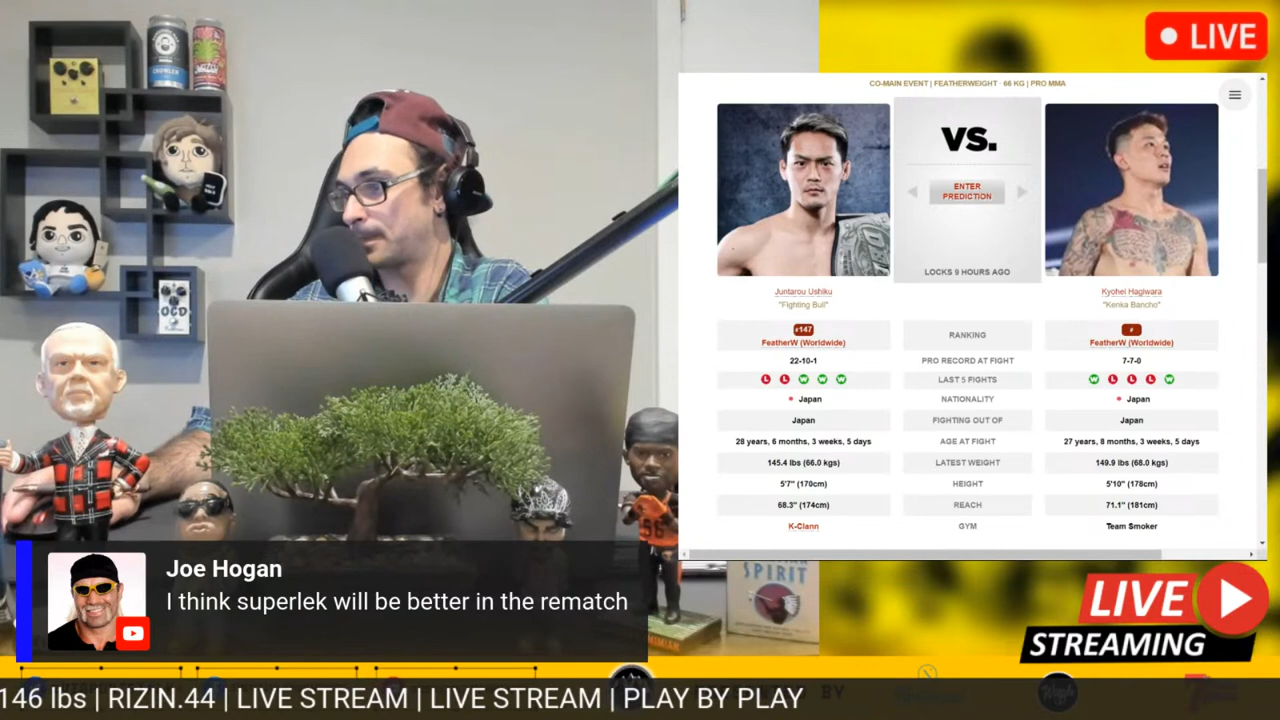 LIVE
CO-MAIN EVENT | FEATHERWEIGHT · 66 KG | PRO MMA
VS.
ENTER
PREDICTION
LOCKS 9 HOURS AGO
Juntarou Ushiku
"Fighting Bull"
Kyohei Hagiwara
"Kenka Bancho"
#147
FeatherW (Worldwide)
RANKING
#
FeatherW (Worldwide)
22-10-1
PRO RECORD AT FIGHT
7-7-0
L L W W W
LAST 5 FIGHTS
W L L L W
Japan
NATIONALITY
Japan
Japan
FIGHTING OUT OF
Japan
28 years, 6 months, 3 weeks, 5 days
AGE AT FIGHT
27 years, 8 months, 3 weeks, 5 days
145.4 lbs (66.0 kgs)
LATEST WEIGHT
149.9 lbs (68.0 kgs)
5'7" (170cm)
HEIGHT
5'10" (178cm)
68.3" (174cm)
REACH
71.1" (181cm)
K-Clann
GYM
Team Smoker
CROWLER
OCD
SPIRIT
Joe Hogan
I think superlek will be better in the rematch
LIVE
STREAMING
BY
146 lbs | RIZIN.44 | LIVE STREAM | LIVE STREAM | PLAY BY PLAY